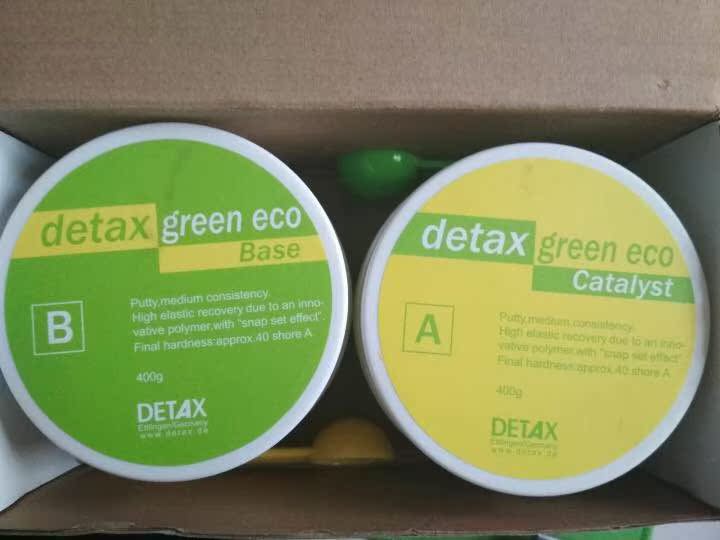 detax green eco
Base
B
Putty,medium consistency.
High elastic recovery due to an inno-
vative polymer,with "snap set effect".
Final hardness:approx.40 shore A
400g
DETAX
Ettlingen/Germany
www.detax.de
detax green eco
Catalyst
A
Putty,medium consistency.
High elastic recovery due to an inno-
vative polymer,with "snap set effect"
Final hardness:approx.40 shore A
400g
DETAX
Ettlingen/Germany
www.detax.de